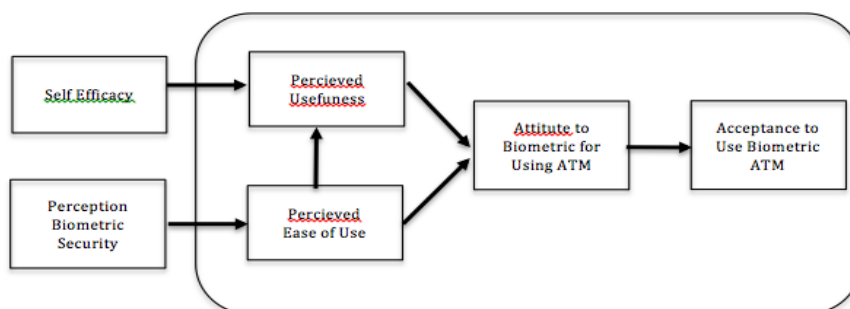 Self Efficacy
Percieved
Usefuness
Attitute to
Biometric for
Using ATM
Acceptance to
Use Biometric
ATM
Perception
Biometric
Security
Percieved
Ease of Use